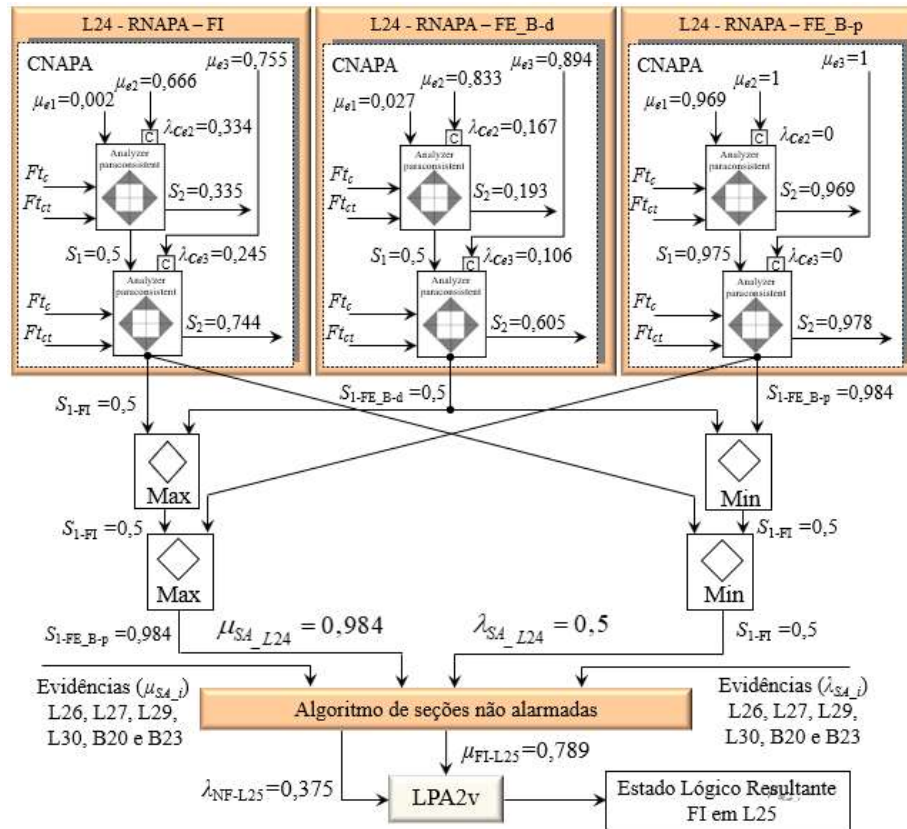 L24 - RNAPA – FI
CNAPA
μe3=0,755
μe2=0,666
μe1=0,002
C
λCe2=0,334
Analyzer
paraconsistent
Ftc
Ftct
S2=0,335
S1=0,5
C
λCe3=0,245
Analyzer
paraconsistent
Ftc
Ftct
S2=0,744
L24 - RNAPA – FE_B-d
CNAPA
μe3=0,894
μe2=0,833
μe1=0,027
C
λCe2=0,167
Analyzer
paraconsistent
Ftc
Ftct
S2=0,193
S1=0,5
C
λCe3=0,106
Analyzer
paraconsistent
Ftc
Ftct
S2=0,605
L24 - RNAPA – FE_B-p
CNAPA
μe3=1
μe2=1
μe1=0,969
C
λCe2=0
Analyzer
paraconsistent
Ftc
Ftct
S2=0,969
S1=0,975
C
λCe3=0
Analyzer
paraconsistent
Ftc
Ftct
S2=0,978
S1-FI =0,5
S1-FE_B-d=0,5
S1-FE_B-p=0,984
Max
Min
S1-FI =0,5
S1-FI =0,5
Max
Min
S1-FE_B-p=0,984
μSA_L24 = 0,984
λSA_L24 = 0,5
S1-FI =0,5
Evidências (μSA_i)
L26, L27, L29,
L30, B20 e B23
Algoritmo de seções não alarmadas
Evidências (λSA_i)
L26, L27, L29,
L30, B20 e B23
μFI-L25=0,789
λNF-L25=0,375
LPA2v
Estado Lógico Resultante
FI em L25